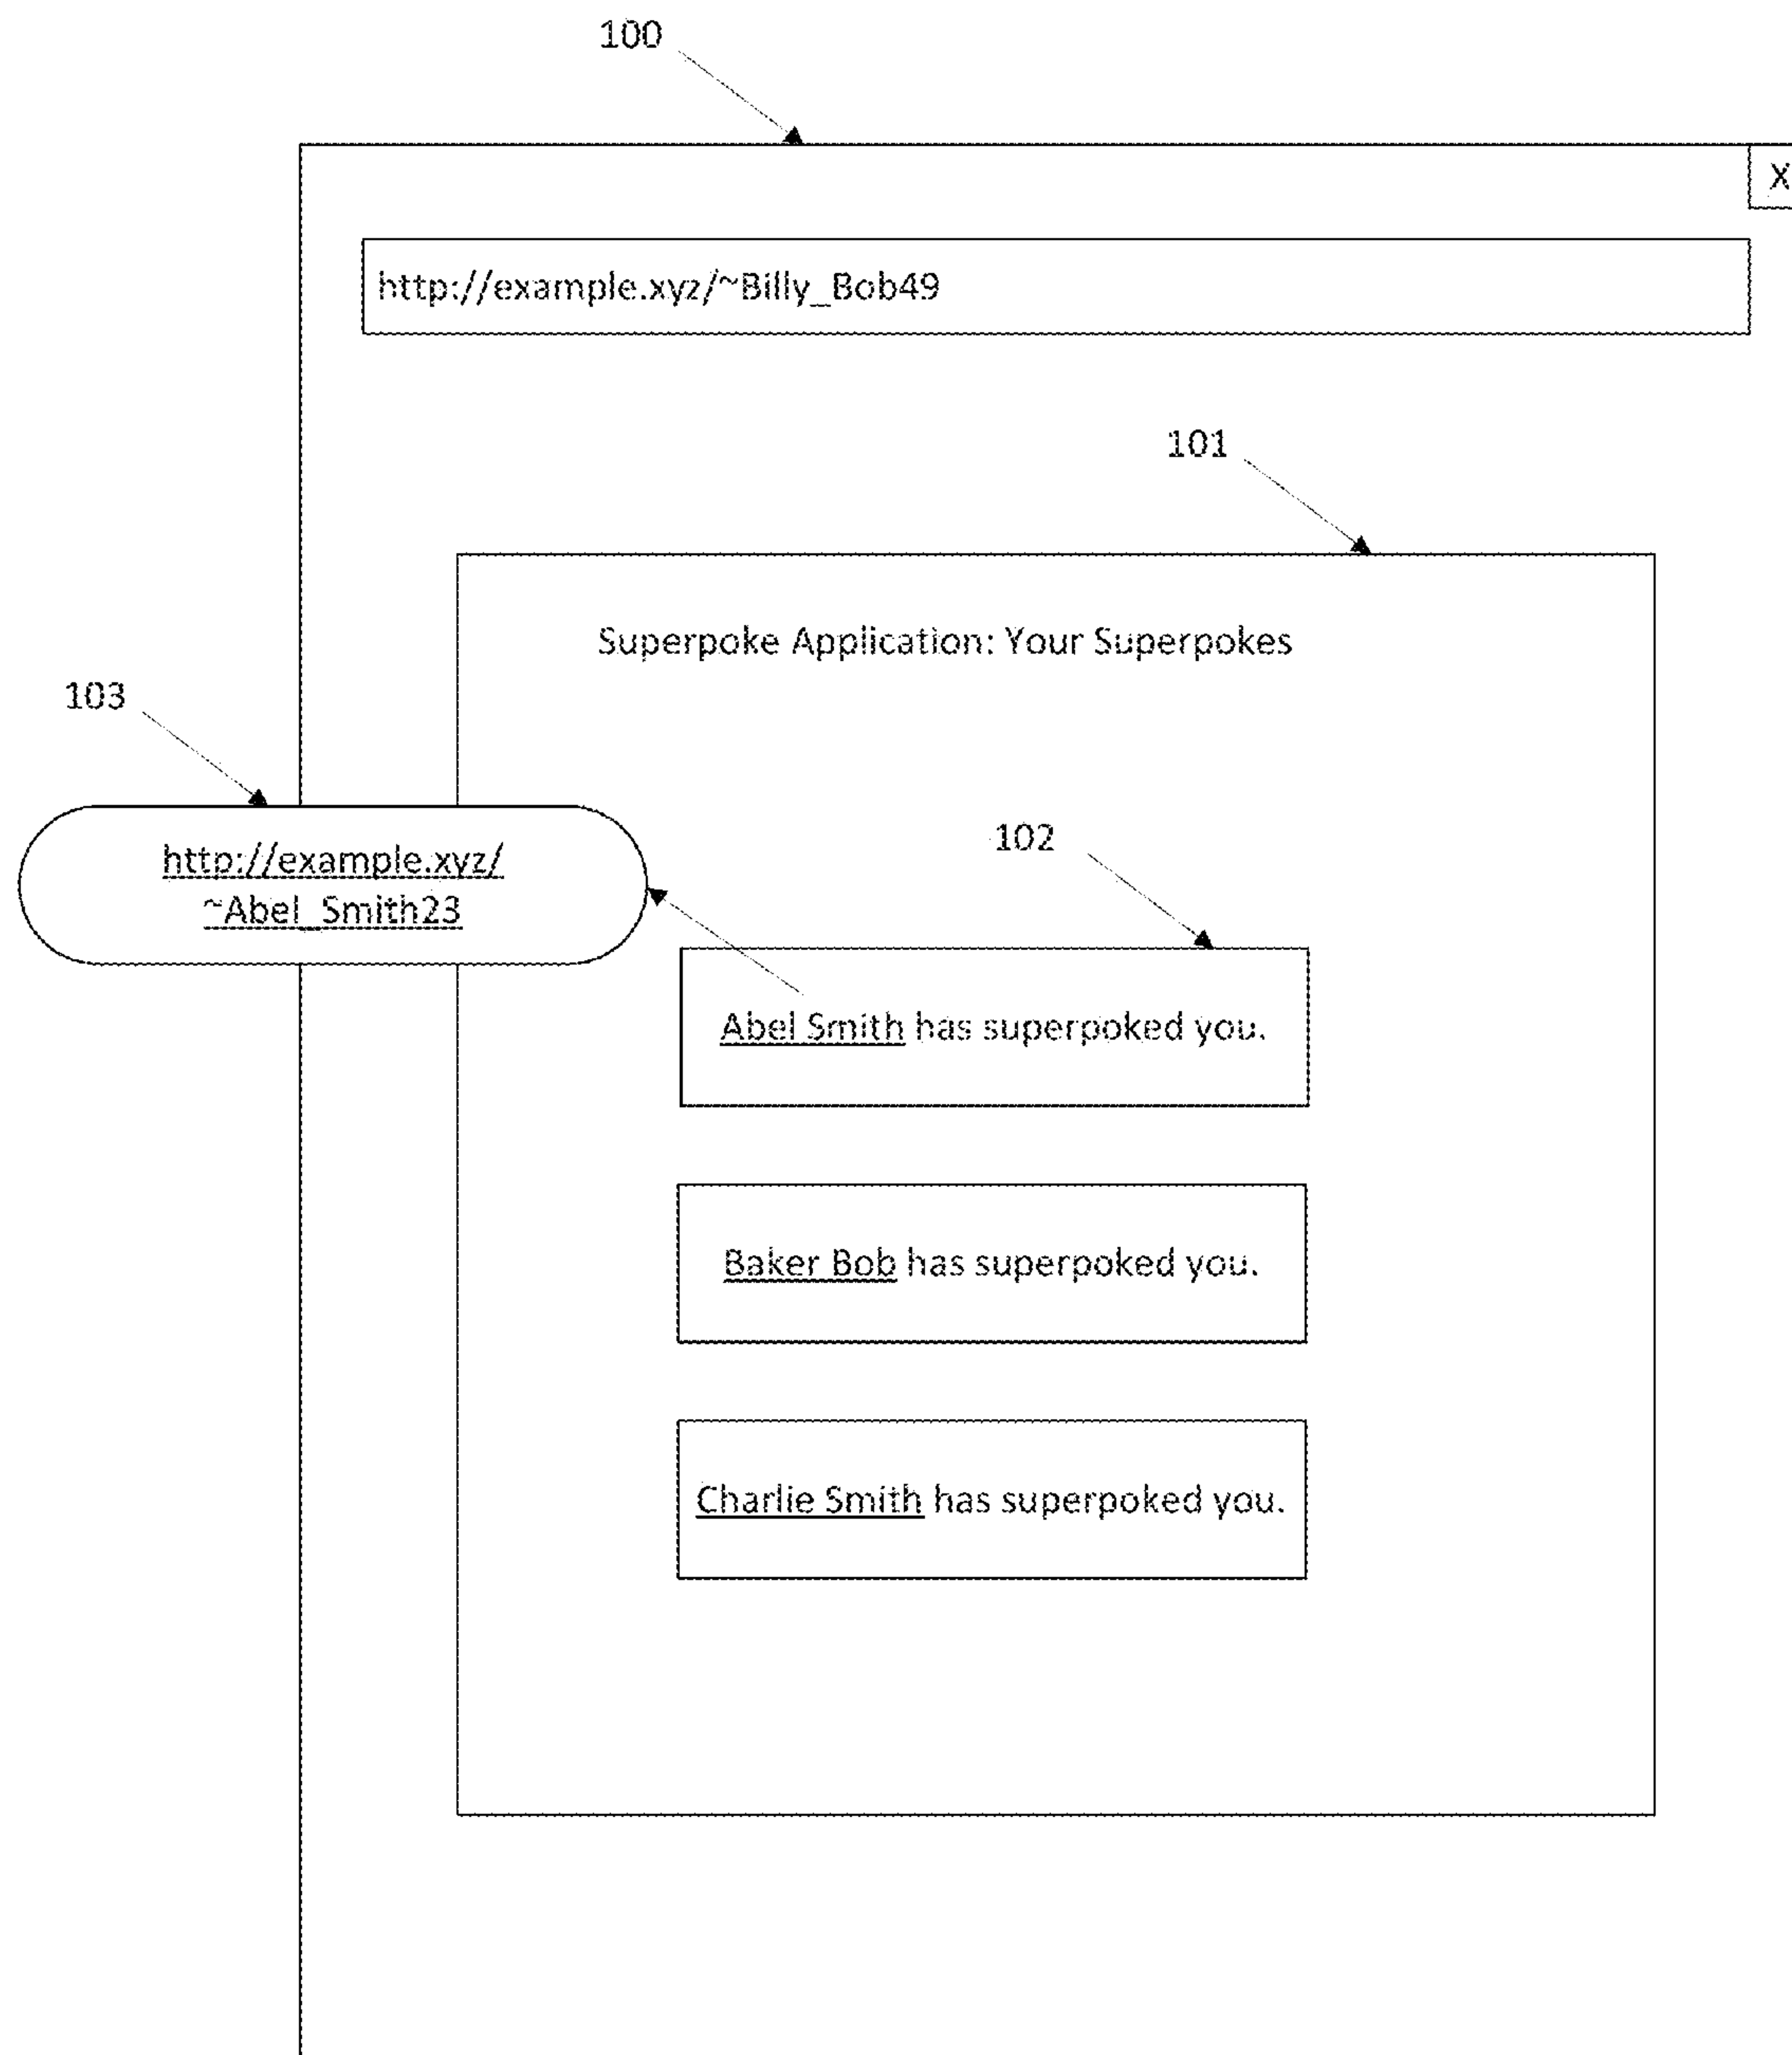 100
X
http://example.xyz/~Billy_Bob49
101
Superpoke Application: Your Superpokes
103
http://example.xyz/
~Abel_Smith23
102
Abel Smith has superpoked you.
Baker Bob has superpoked you.
Charlie Smith has superpoked you.